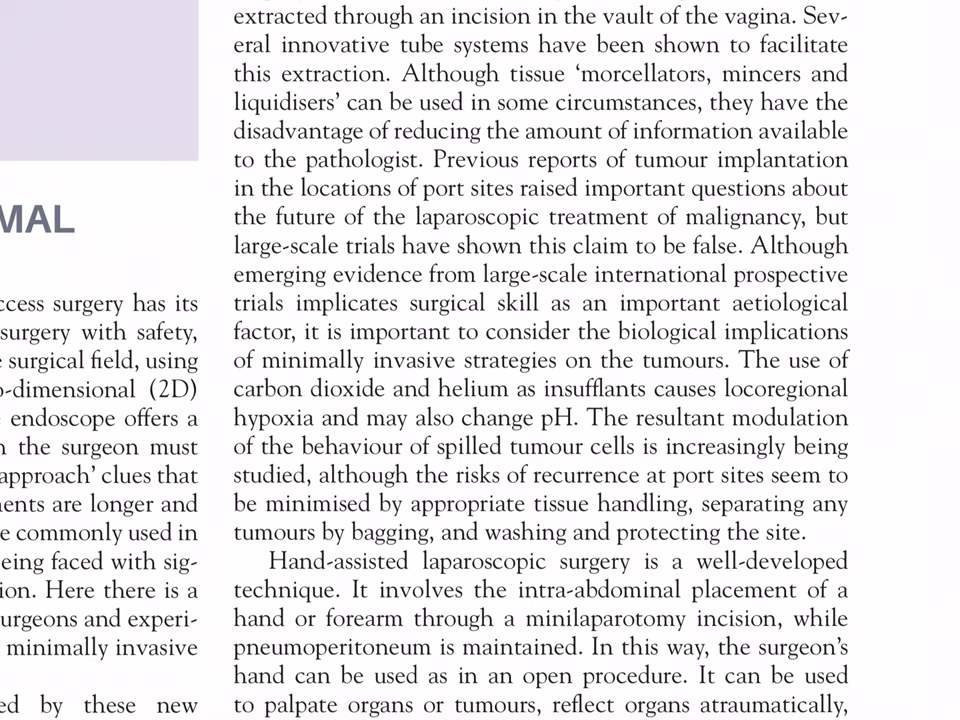 MAL
surgery has its
surgery with safety,
surgical field, using
(2D)
endoscope offers a
the surgeon must
approach' clues that
are longer and
commonly used in
faced with sig-
Here there is a
and experi-
minimally invasive
by these new
extracted through an incision in the vault of the vagina. Sev-
eral innovative tube systems have been shown to facilitate
this extraction. Although tissue ‘morcellators, mincers and
liquidisers’ can be used in some circumstances, they have the
disadvantage of reducing the amount of information available
to the pathologist. Previous reports of tumour implantation
in the locations of port sites raised important questions about
the future of the laparoscopic treatment of malignancy, but
large-scale trials have shown this claim to be false. Although
emerging evidence from large-scale international prospective
trials implicates surgical skill as an important aetiological
factor, it is important to consider the biological implications
of minimally invasive strategies on the tumours. The use of
carbon dioxide and helium as insufflants causes locoregional
hypoxia and may also change pH. The resultant modulation
of the behaviour of spilled tumour cells is increasingly being
studied, although the risks of recurrence at port sites seem to
be minimised by appropriate tissue handling, separating any
tumours by bagging, and washing and protecting the site.
Hand-assisted laparoscopic surgery is a well-developed
technique. It involves the intra-abdominal placement of a
hand or forearm through a minilaparotomy incision, while
pneumoperitoneum is maintained. In this way, the surgeon’s
hand can be used as in an open procedure. It can be used
to palpate organs or tumours, reflect organs atraumatically,